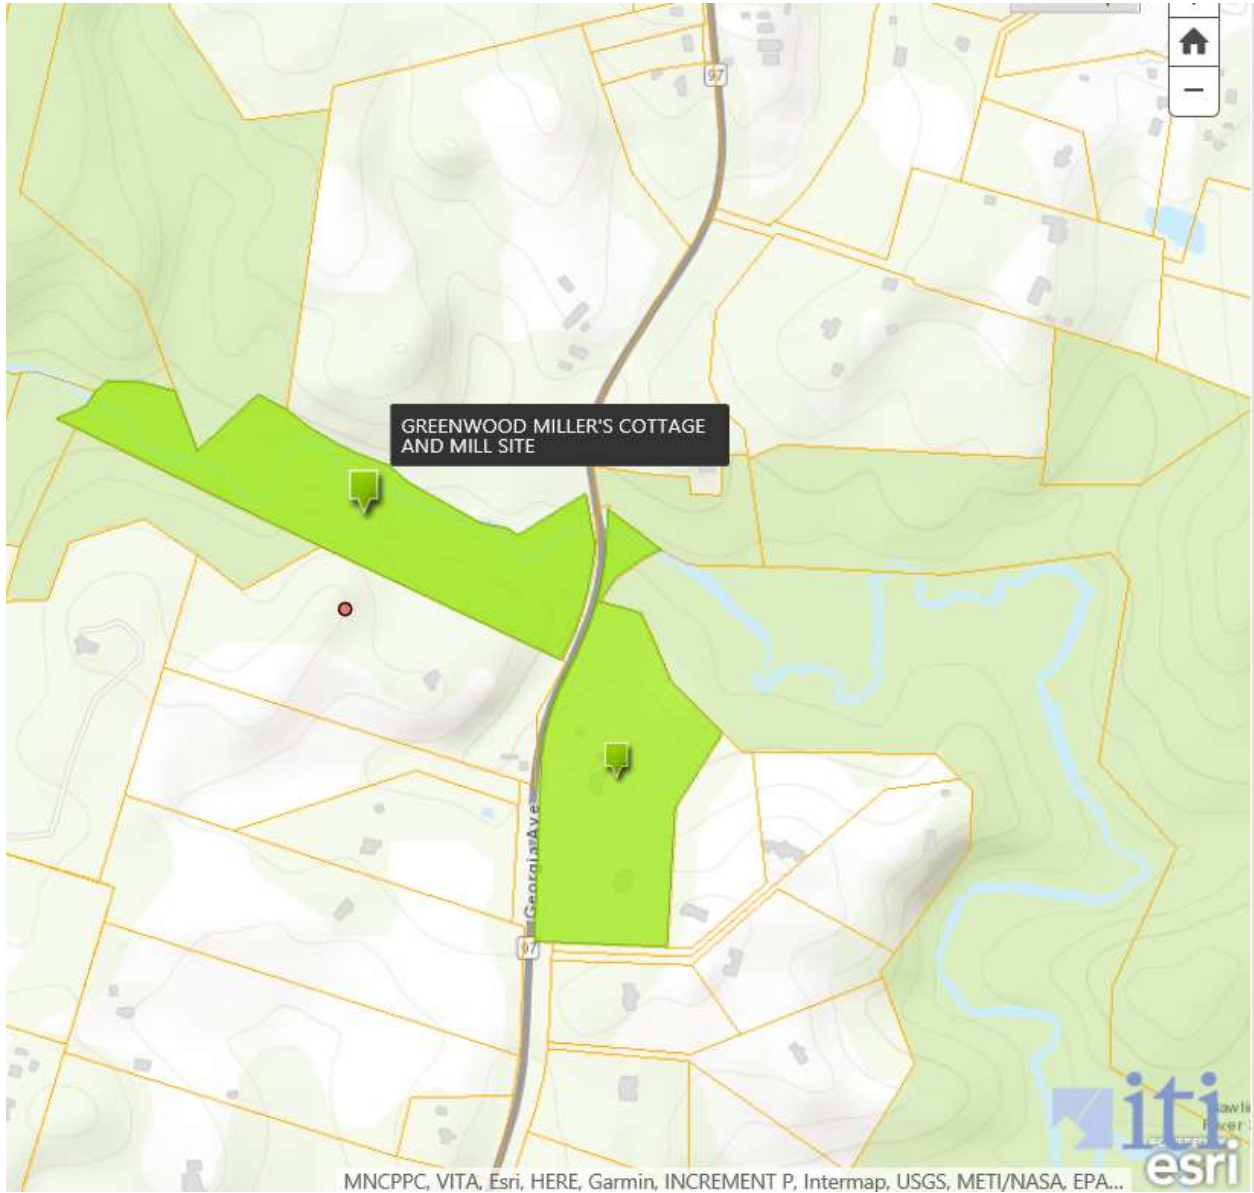 97
GREENWOOD MILLER'S COTTAGE
AND MILL SITE
Georgia Ave
97
iti
esri
MNCPPC, VITA, Esri, HERE, Garmin, INCREMENT P, Intermap, USGS, METI/NASA, EPA...